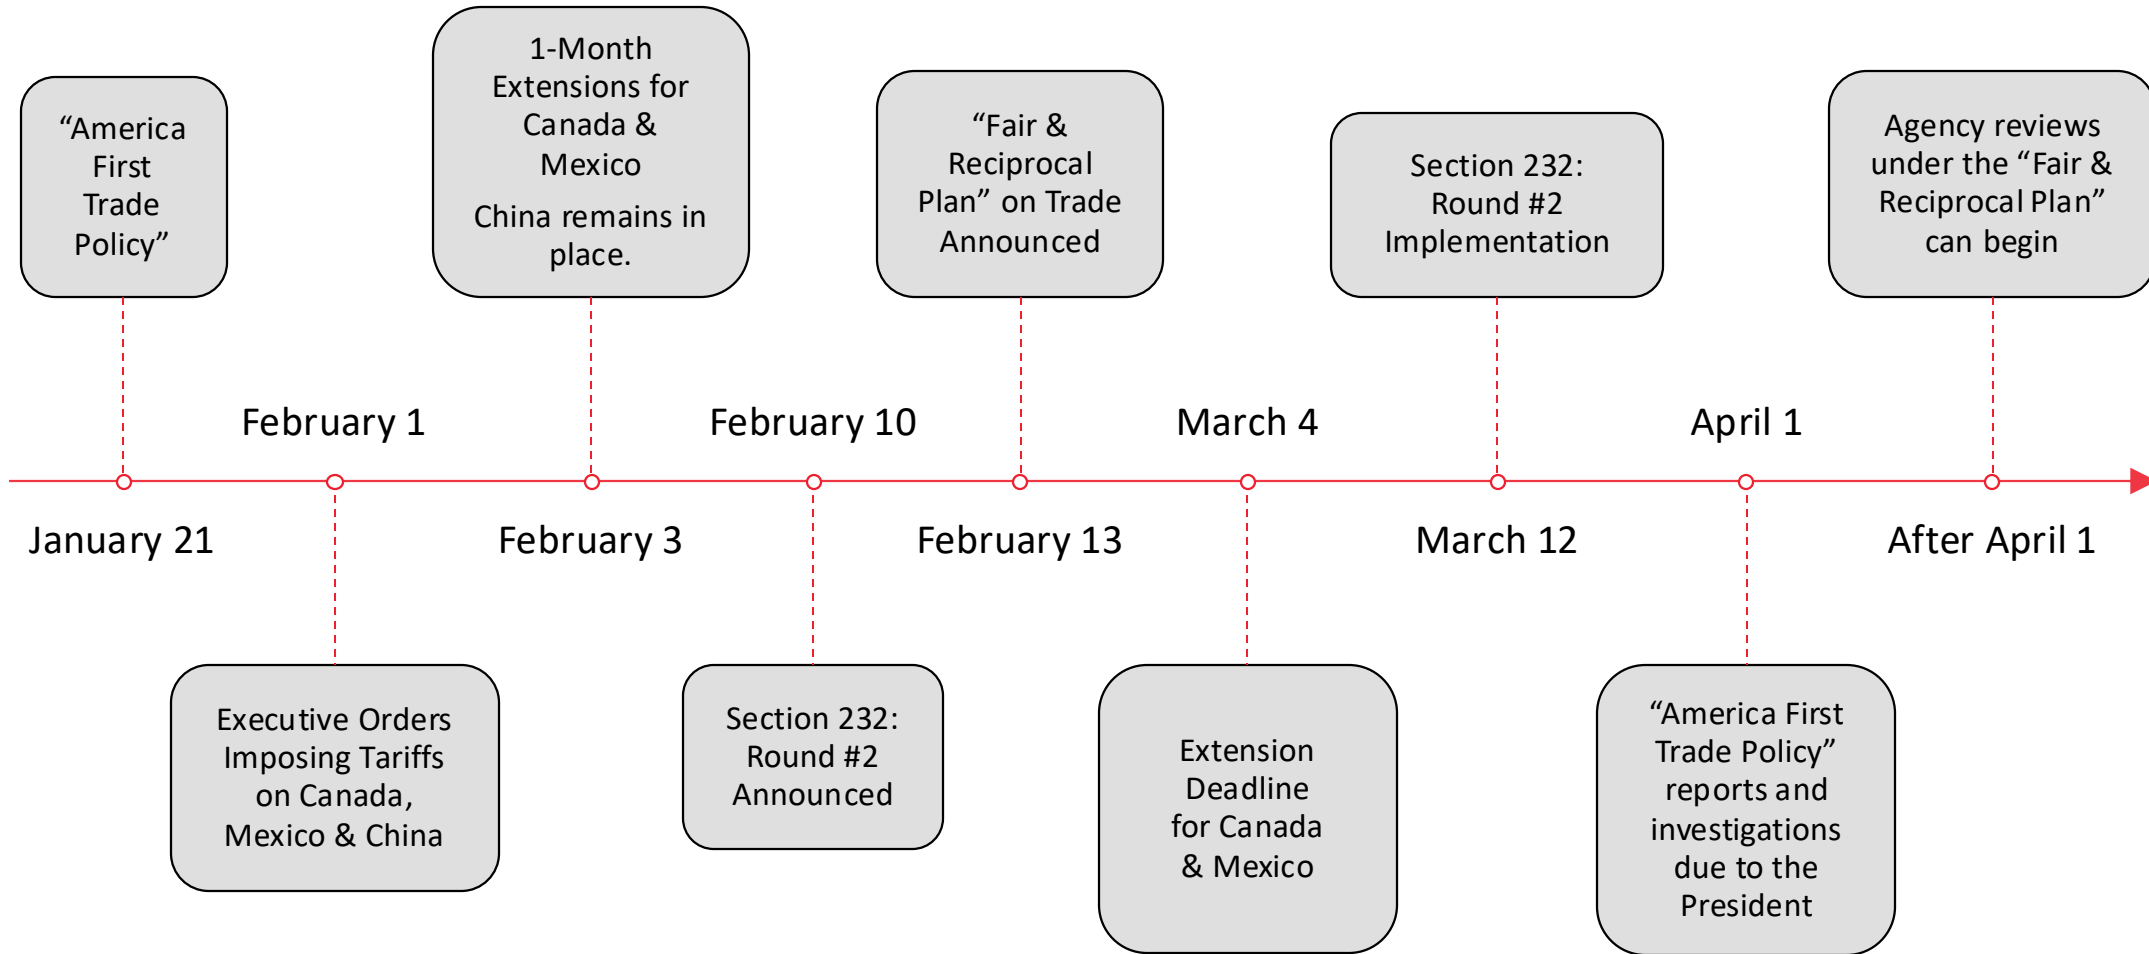 “America
First
Trade
Policy”
1-Month
Extensions for
Canada &
Mexico
China remains in
place.
“Fair &
Reciprocal
Plan” on Trade
Announced
Section 232:
Round #2
Implementation
Agency reviews
under the “Fair &
Reciprocal Plan”
can begin
February 1
February 10
March 4
April 1
January 21
February 3
February 13
March 12
After April 1
Executive Orders
Imposing Tariffs
on Canada,
Mexico & China
Section 232:
Round #2
Announced
Extension
Deadline
for Canada
& Mexico
“America First
Trade Policy”
reports and
investigations
due to the
President